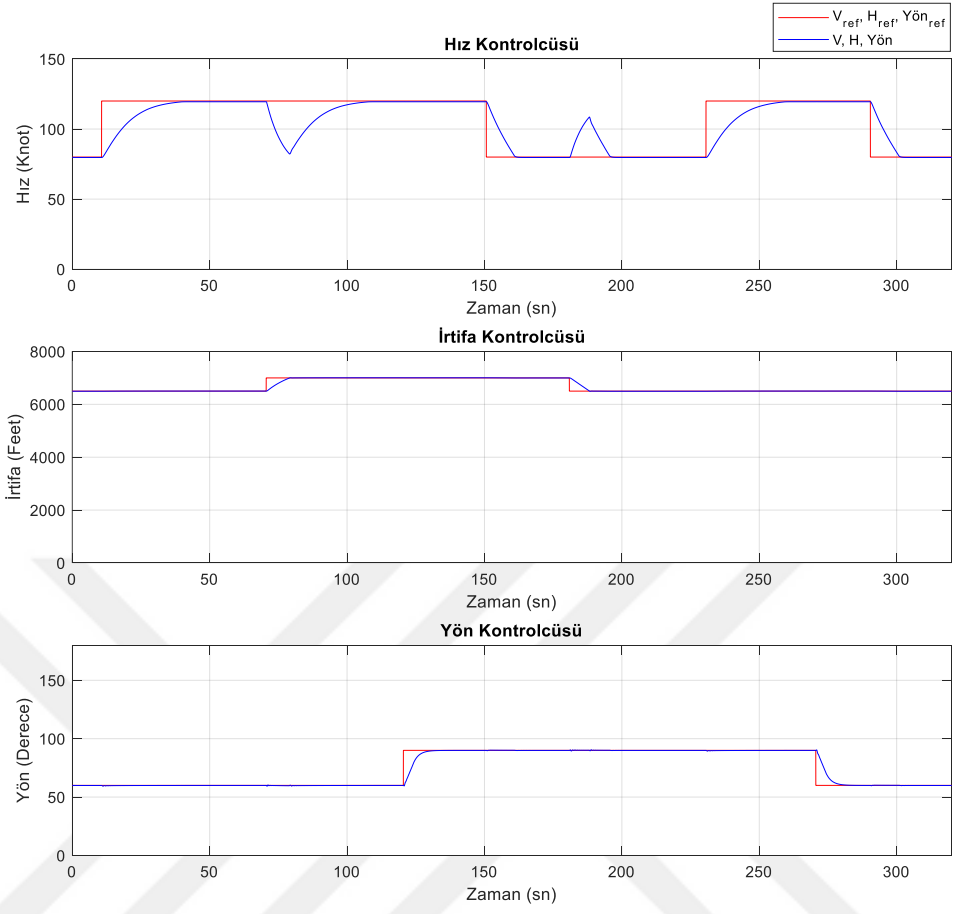 V_ref, H_ref, Yön_ref
V, H, Yön
Hız Kontrolcüsü
Hız (Knot)
150
100
50
0
0 50 100 150 200 250 300
Zaman (sn)
İrtifa Kontrolcüsü
İrtifa (Feet)
8000
6000
4000
2000
0
0 50 100 150 200 250 300
Zaman (sn)
Yön Kontrolcüsü
Yön (Derece)
150
100
50
0
0 50 100 150 200 250 300
Zaman (sn)